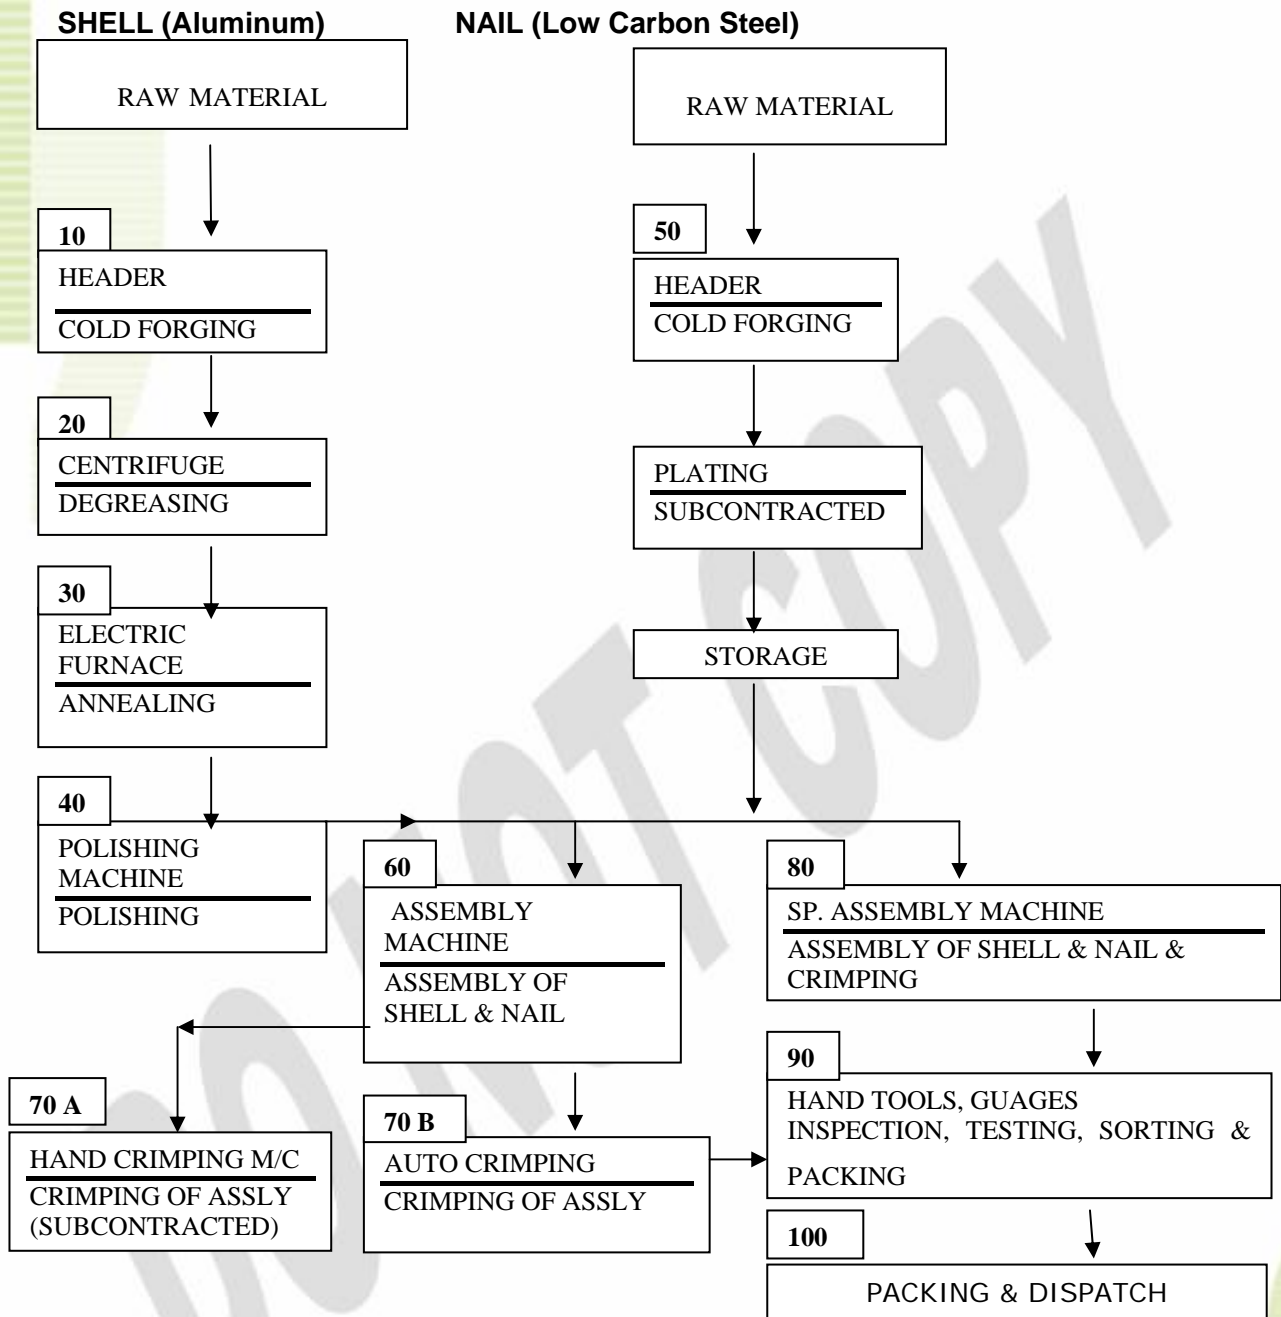 SHELL (Aluminum)
NAIL (Low Carbon Steel)
RAW MATERIAL
RAW MATERIAL
10
HEADER
COLD FORGING
50
HEADER
COLD FORGING
20
CENTRIFUGE
DEGREASING
PLATING
SUBCONTRACTED
30
ELECTRIC
FURNACE
ANNEALING
STORAGE
40
POLISHING
MACHINE
POLISHING
60
ASSEMBLY
MACHINE
ASSEMBLY OF
SHELL & NAIL
80
SP. ASSEMBLY MACHINE
ASSEMBLY OF SHELL & NAIL &
CRIMPING
70 A
HAND CRIMPING M/C
CRIMPING OF ASSLY
(SUBCONTRACTED)
70 B
AUTO CRIMPING
CRIMPING OF ASSLY
90
HAND TOOLS, GUAGES
INSPECTION, TESTING, SORTING &
PACKING
100
PACKING & DISPATCH
DO NOT COPY